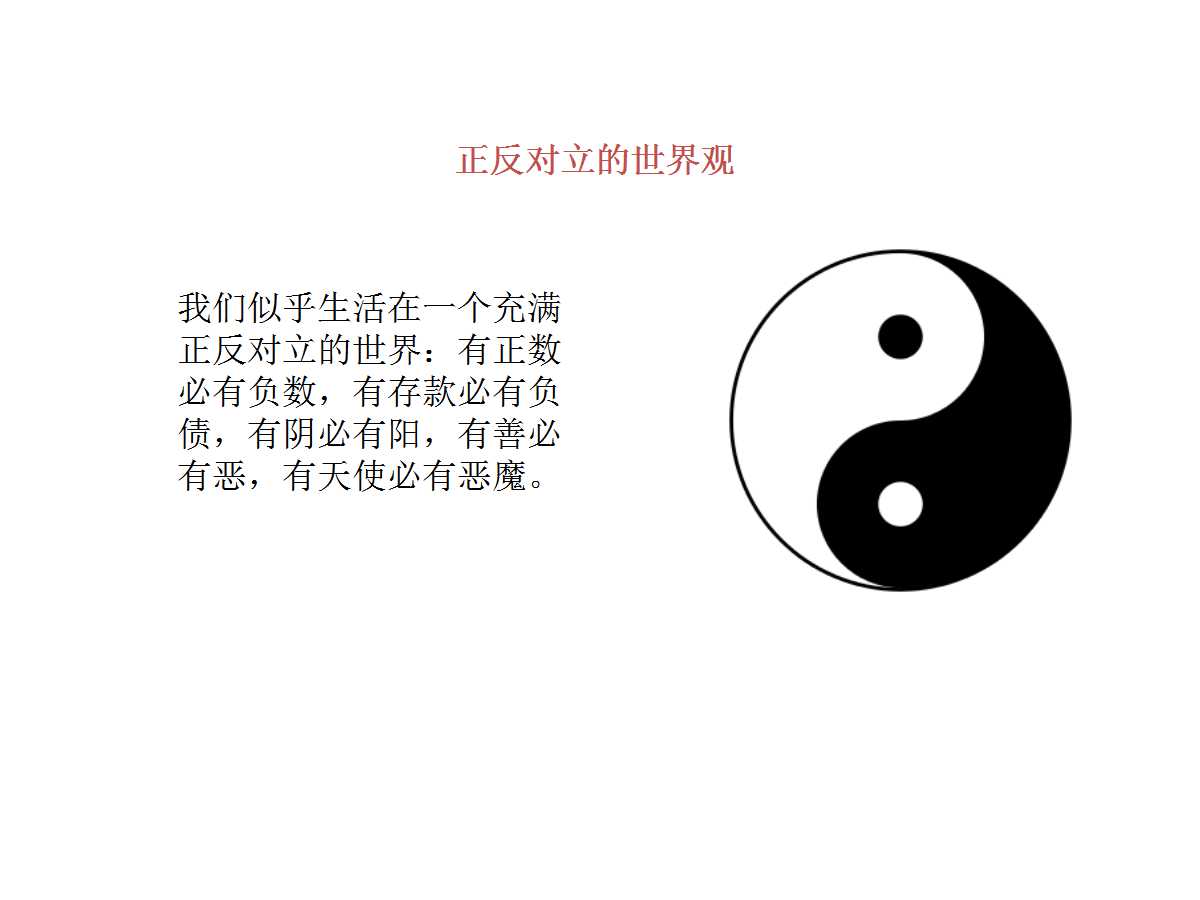 正反对立的世界观
我们似乎生活在一个充满
正反对立的世界：有正数
必有负数，有存款必有负
债，有阴必有阳，有善必
有恶，有天使必有恶魔。